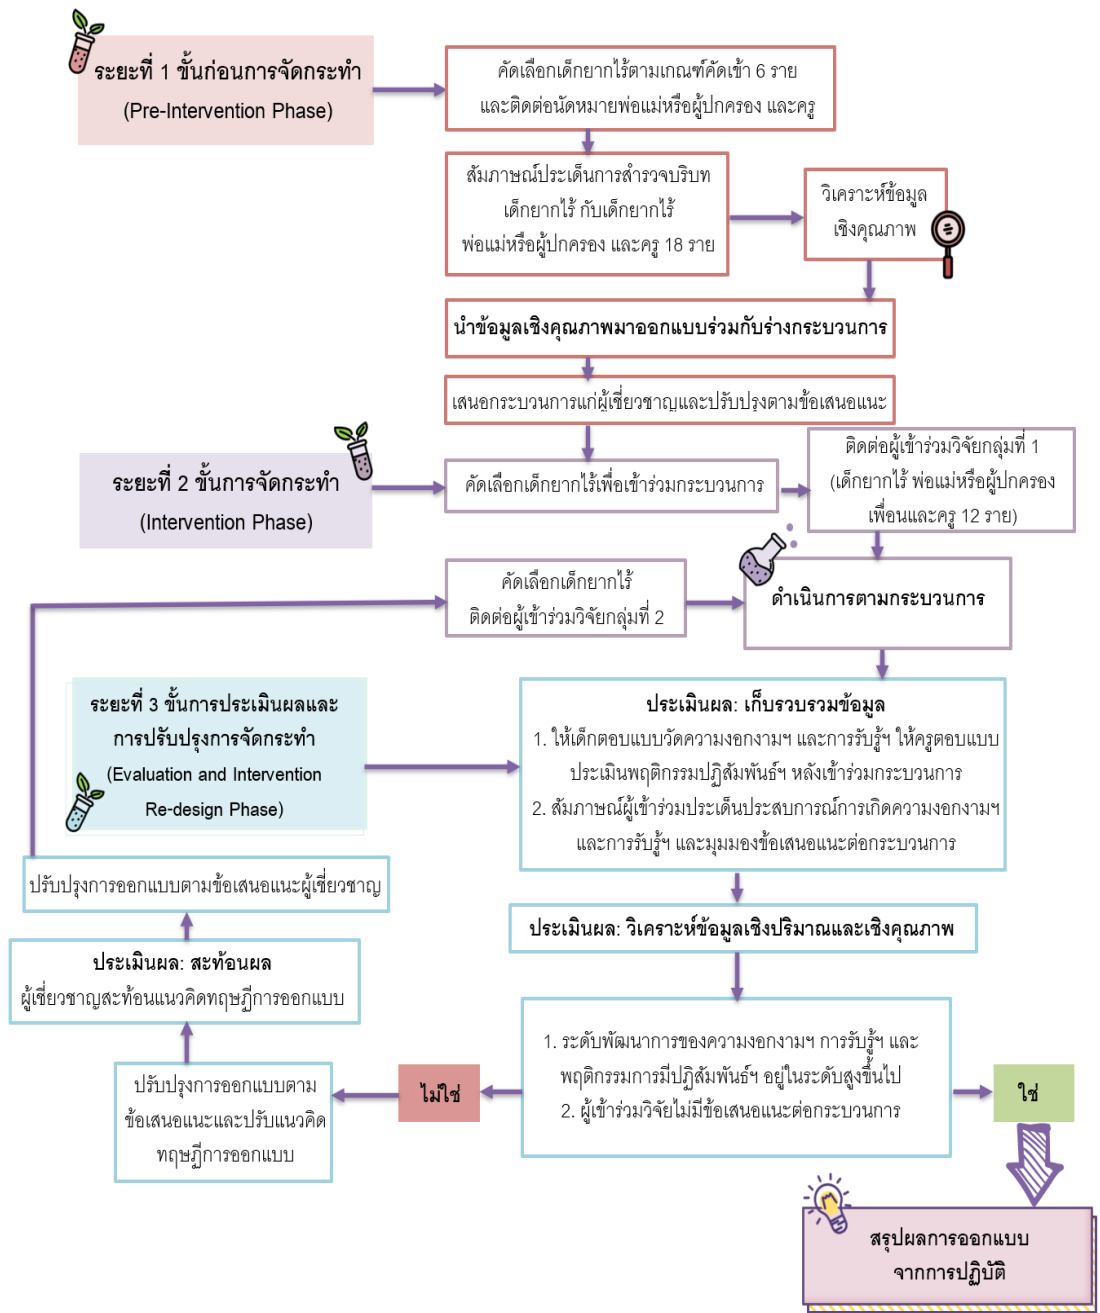 ระยะที่ 1 ขั้นก่อนการจัดกระทำ
(Pre-Intervention Phase)
คัดเลือกเด็กยากไร้ตามเกณฑ์คัดเข้า 6 ราย
และติดต่อนัดหมายพ่อแม่หรือผู้ปกครอง และครู
สัมภาษณ์ประเด็นการสำรวจบริบท
เด็กยากไร้ กับเด็กยากไร้
พ่อแม่หรือผู้ปกครอง และครู 18 ราย
วิเคราะห์ข้อมูล
เชิงคุณภาพ
นำข้อมูลเชิงคุณภาพมาออกแบบร่วมกับร่างกระบวนการ
เสนอกระบวนการแก่ผู้เชี่ยวชาญและปรับปรุงตามข้อเสนอแนะ
ระยะที่ 2 ขั้นการจัดกระทำ
(Intervention Phase)
คัดเลือกเด็กยากไร้เพื่อเข้าร่วมกระบวนการ
ติดต่อผู้เข้าร่วมวิจัยกลุ่มที่ 1
(เด็กยากไร้ พ่อแม่หรือผู้ปกครอง
เพื่อนและครู 12 ราย)
คัดเลือกเด็กยากไร้
ติดต่อผู้เข้าร่วมวิจัยกลุ่มที่ 2
ดำเนินการตามกระบวนการ
ระยะที่ 3 ขั้นการประเมินผลและ
การปรับปรุงการจัดกระทำ
(Evaluation and Intervention
Re-design Phase)
ประเมินผล: เก็บรวบรวมข้อมูล
1. ให้เด็กตอบแบบวัดความงอกงามฯ และการรับรู้ฯ ให้ครูตอบแบบ
ประเมินพฤติกรรมปฏิสัมพันธ์ฯ หลังเข้าร่วมกระบวนการ
2. สัมภาษณ์ผู้เข้าร่วมประเด็นประสบการณ์การเกิดความงอกงามฯ
และการรับรู้ฯ และมุมมองข้อเสนอแนะต่อกระบวนการ
ปรับปรุงการออกแบบตามข้อเสนอแนะผู้เชี่ยวชาญ
ประเมินผล: วิเคราะห์ข้อมูลเชิงปริมาณและเชิงคุณภาพ
ประเมินผล: สะท้อนผล
ผู้เชี่ยวชาญสะท้อนแนวคิดทฤษฎีการออกแบบ
1. ระดับพัฒนาการของความงอกงามฯ การรับรู้ฯ และ
พฤติกรรมการมีปฏิสัมพันธ์ฯ อยู่ในระดับสูงขึ้นไป
2. ผู้เข้าร่วมวิจัยไม่มีข้อเสนอแนะต่อกระบวนการ
ไม่ใช่
ใช่
ปรับปรุงการออกแบบตาม
ข้อเสนอแนะและปรับแนวคิด
ทฤษฎีการออกแบบ
สรุปผลการออกแบบ
จากการปฏิบัติ